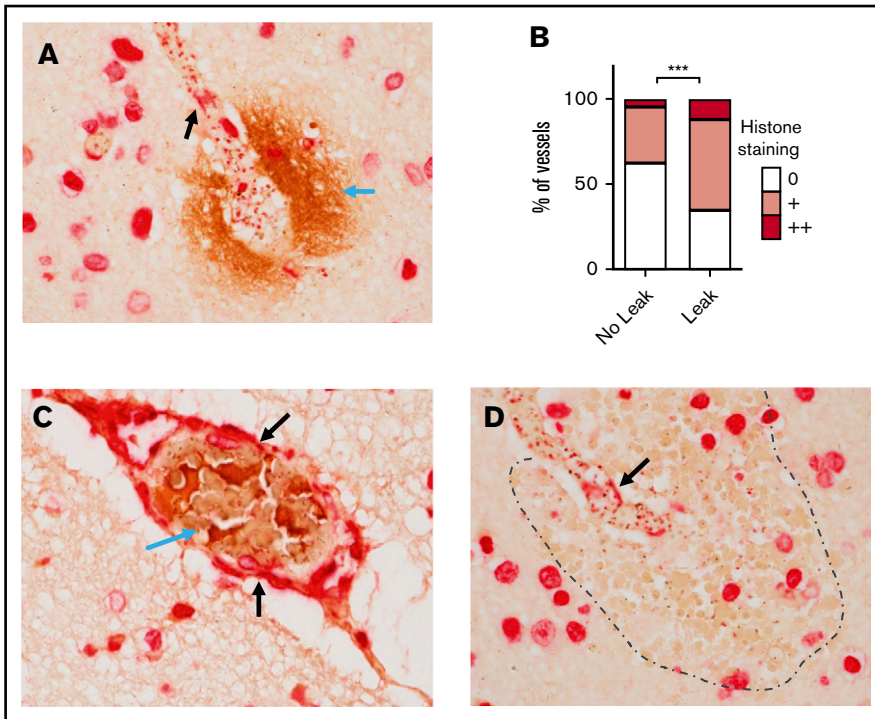 A
B
***
100
50
0
% of vessels
No Leak
Leak
Histone
staining
0
+
++
C
D